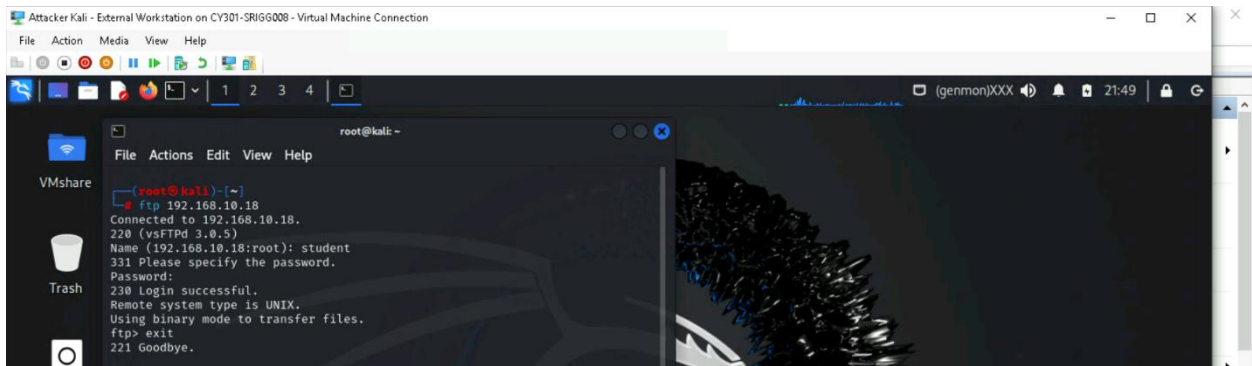 Attacker Kali - External Workstation on CY301-SRIGG008 - Virtual Machine Connection
File Action Media View Help
1 2 3 4 (genmon)XXX 21:49
root@kali: ~
File Actions Edit View Help
VMshare
(root㉿kali)-[~]
# ftp 192.168.10.18
Connected to 192.168.10.18.
220 (vsFTPd 3.0.5)
Name (192.168.10.18:root): student
331 Please specify the password.
Password:
230 Login successful.
Remote system type is UNIX.
Using binary mode to transfer files.
ftp> exit
221 Goodbye.
Trash